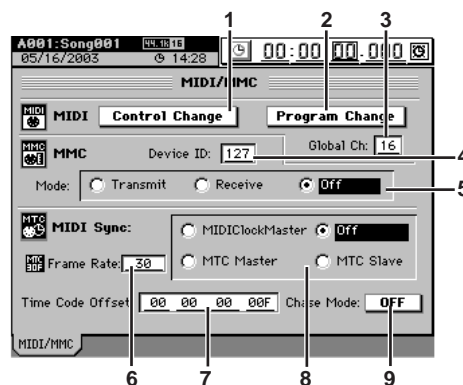 1 2 3
A001:Song001 44.1k 16 00:00 00.000
05/16/2003 14:28
MIDI/MMC
MIDI MIDI Control Change Program Change
MMC MMC Device ID: 127 Global Ch: 16
4
Mode: Transmit Receive Off
5
MTC MIDI Sync: MIDIClockMaster Off
Frame Rate: 30 MTC Master MTC Slave
Time Code Offset 00 00 00 00F Chase Mode: OFF
MIDI/MMC
6 7 8 9